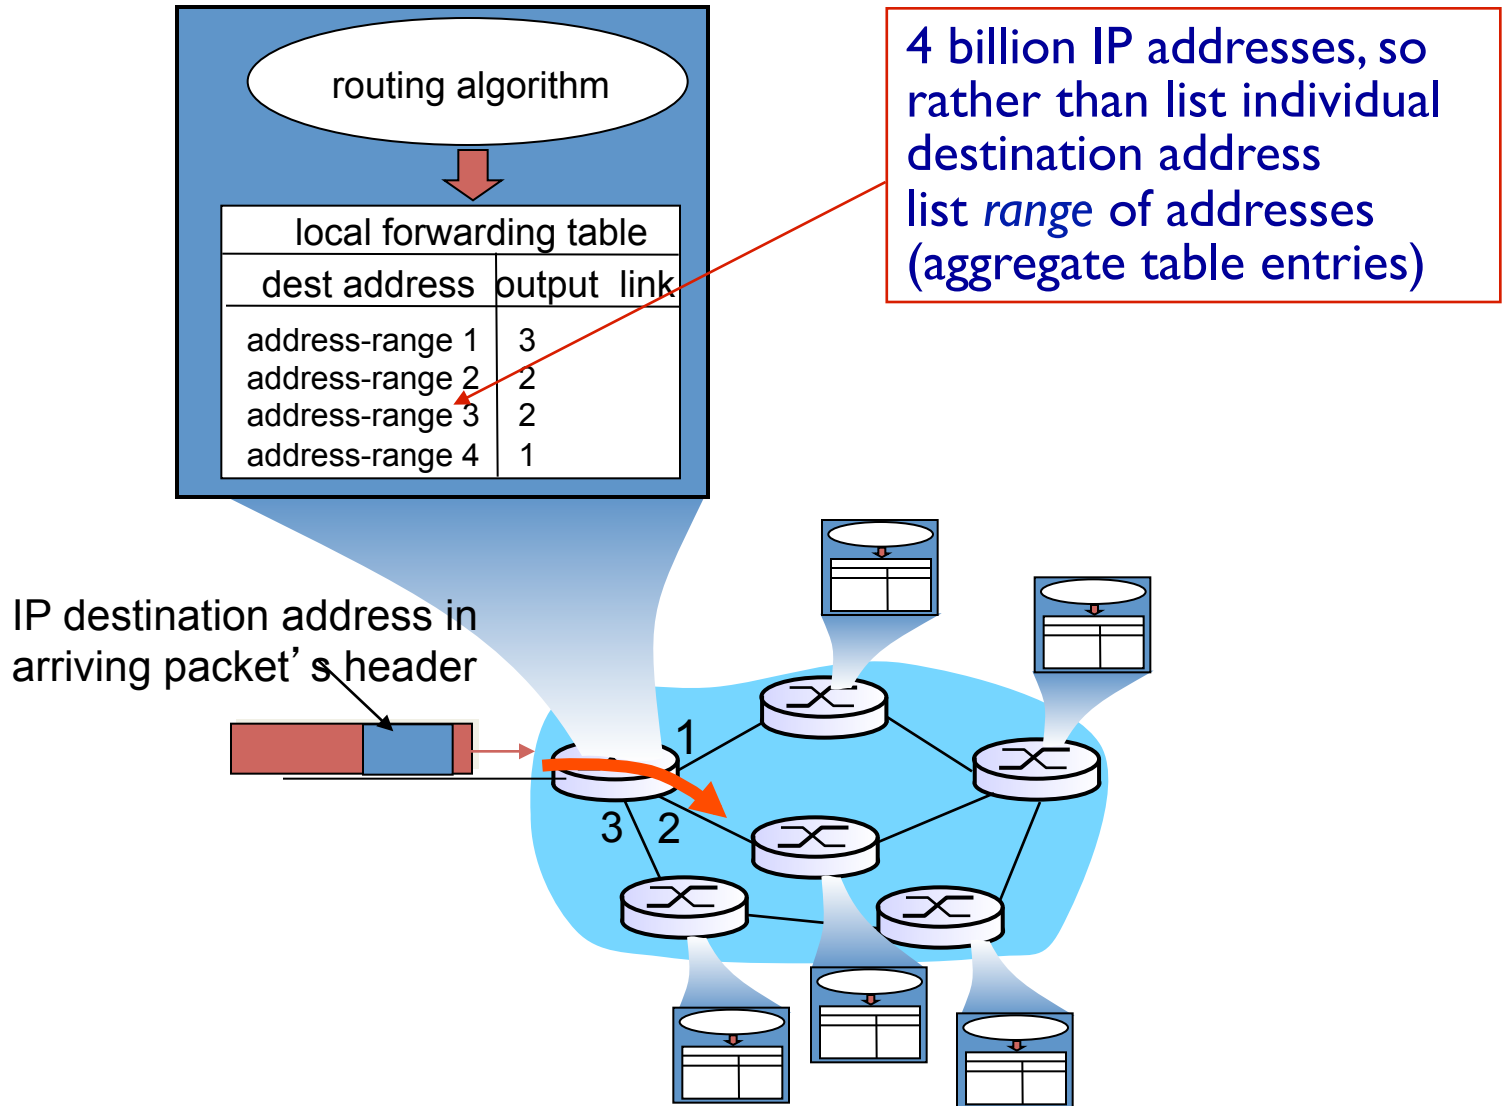 routing algorithm
local forwarding table
dest address output link
address-range 1 3
address-range 2 2
address-range 3 2
address-range 4 1
4 billion IP addresses, so
rather than list individual
destination address
list range of addresses
(aggregate table entries)
IP destination address in
arriving packet’s header
1
3 2